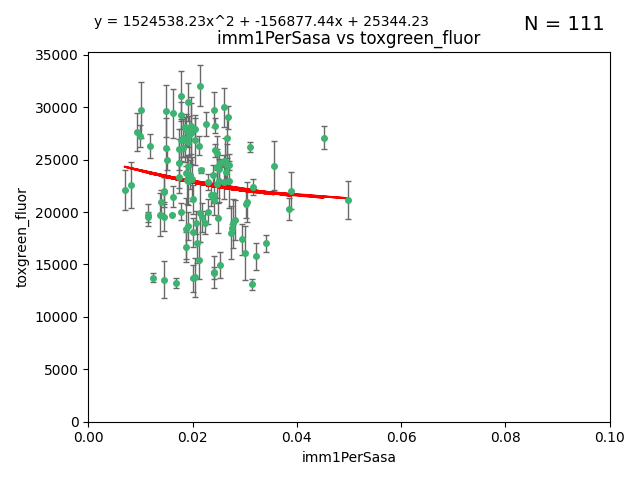 y = 1524538.23x^2 + -156877.44x + 25344.23
N = 111
imm1PerSasa vs toxgreen_fluor
35000
30000
25000
20000
15000
10000
5000
0
toxgreen_fluor
0.00 0.02 0.04 0.06 0.08 0.10
imm1PerSasa